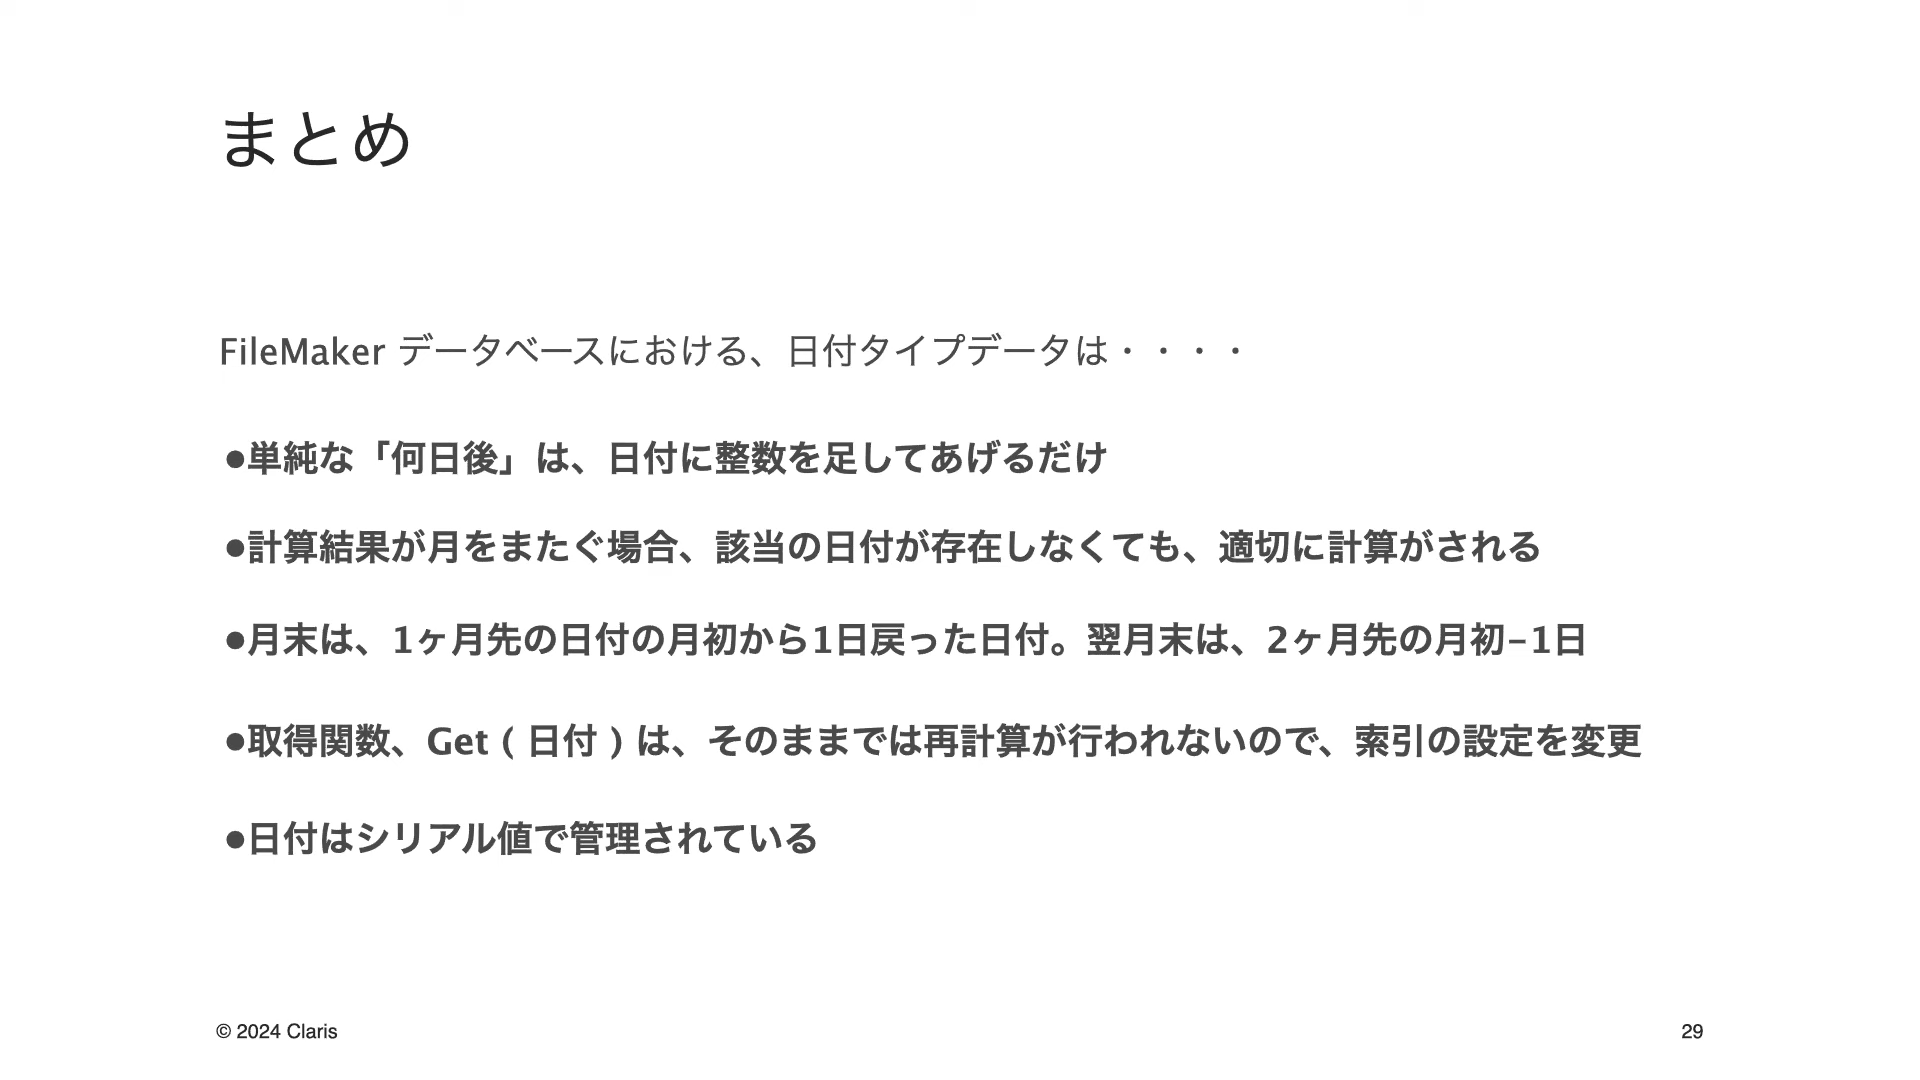 まとめ
FileMaker データベースにおける、日付タイプデータは・・・・
●単純な「何日後」は、日付に整数を足してあげるだけ
●計算結果が月をまたぐ場合、該当の日付が存在しなくても、適切に計算がされる
●月末は、1ヶ月先の日付の月初から1日戻った日付。翌月末は、2ヶ月先の月初–1日
●取得関数、Get ( 日付 ) は、そのままでは再計算が行われないので、索引の設定を変更
●日付はシリアル値で管理されている
© 2024 Claris
29